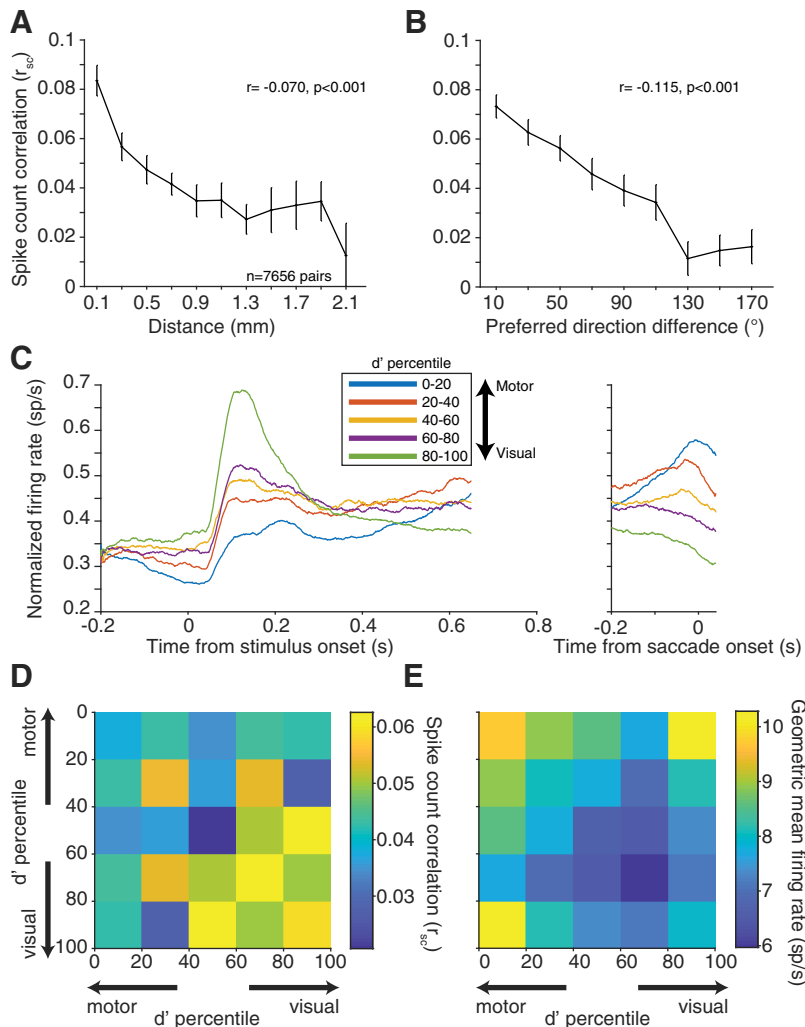 A
0.1
0.08
0.06
0.04
0.02
0
Spike count correlation (rsc)
r= -0.070, p<0.001
n=7656 pairs
0.1 0.5 0.9 1.3 1.7 2.1
Distance (mm)
B
0.1
0.08
0.06
0.04
0.02
0
r= -0.115, p<0.001
10 50 90 130 170
Preferred direction difference (°)
C
0.7
0.6
0.5
0.4
0.3
0.2
Normalized firing rate (sp/s)
d' percentile
0-20
20-40
40-60
60-80
80-100
Motor
Visual
-0.2 0 0.2 0.4 0.6 0.8
Time from stimulus onset (s)
-0.2 0
Time from saccade onset (s)
D
motor
d' percentile
visual
0
20
40
60
80
100
0 20 40 60 80 100
motor visual
d' percentile
0.06
0.05
0.04
0.03
Spike count correlation (rsc)
E
0 20 40 60 80 100
motor visual
d' percentile
10
9
8
7
6
Geometric mean firing rate (sp/s)